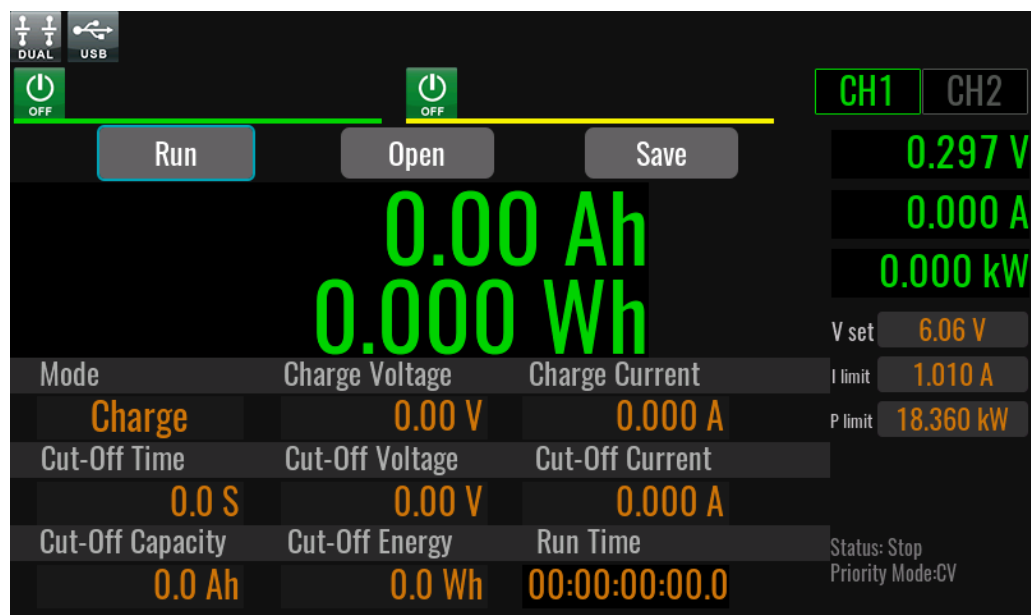 DUAL USB
OFF OFF CH1 CH2
Run Open Save
0.297 V
0.00 Ah
0.000 A
0.000 kW
0.000 Wh
V set 6.06 V
Mode Charge Voltage Charge Current
I limit 1.010 A
Charge 0.00 V 0.000 A
P limit 18.360 kW
Cut-Off Time Cut-Off Voltage Cut-Off Current
0.0 S 0.00 V 0.000 A
Cut-Off Capacity Cut-Off Energy Run Time
Status: Stop
Priority Mode:CV
0.0 Ah 0.0 Wh 00:00:00:00.0